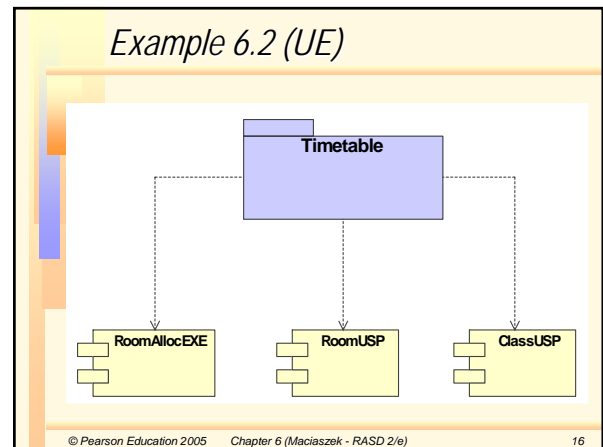 Example 6.2 (UE)
Timetable
RoomAllocEXE
RoomUSP
ClassUSP
© Pearson Education 2005 Chapter 6 (Maciaszek - RASD 2/e) 16